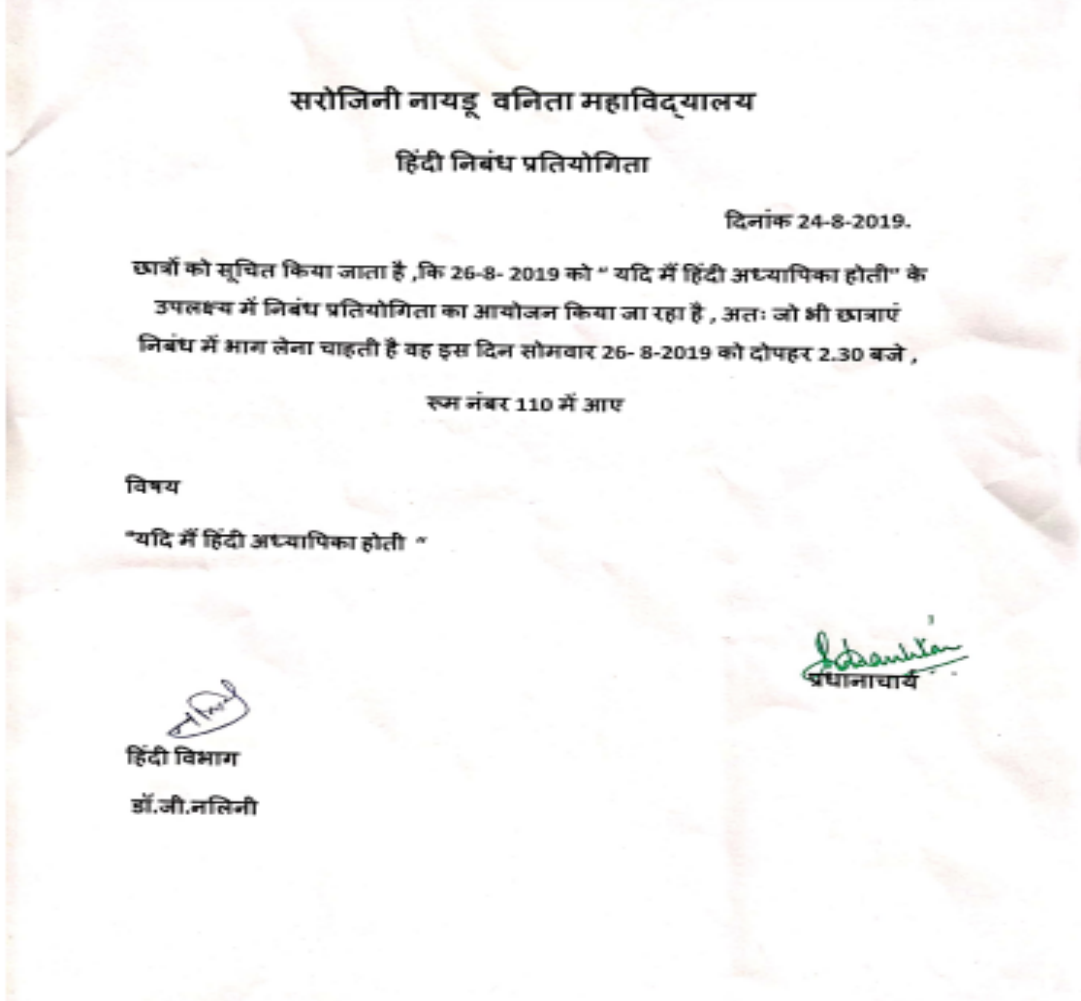 सरोजिनी नायडू वनिता महाविद्यालय
हिंदी निबंध प्रतियोगिता
दिनांक 24-8-2019.
छात्रों को सूचित किया जाता है ,कि 26-8- 2019 को “ यदि मैं हिंदी अध्यापिका होती" के
उपलक्ष्य में निबंध प्रतियोगिता का आयोजन किया जा रहा है , अतः जो भी छात्राएं
निबंध में भाग लेना चाहती है वह इस दिन सोमवार 26- 8-2019 को दोपहर 2.30 बजे ,
रूम नंबर 110 में आए
विषय
"यदि मैं हिंदी अध्यापिका होती “
प्रधानाचार्य
हिंदी विभाग
डॉ.जी.नलिनी